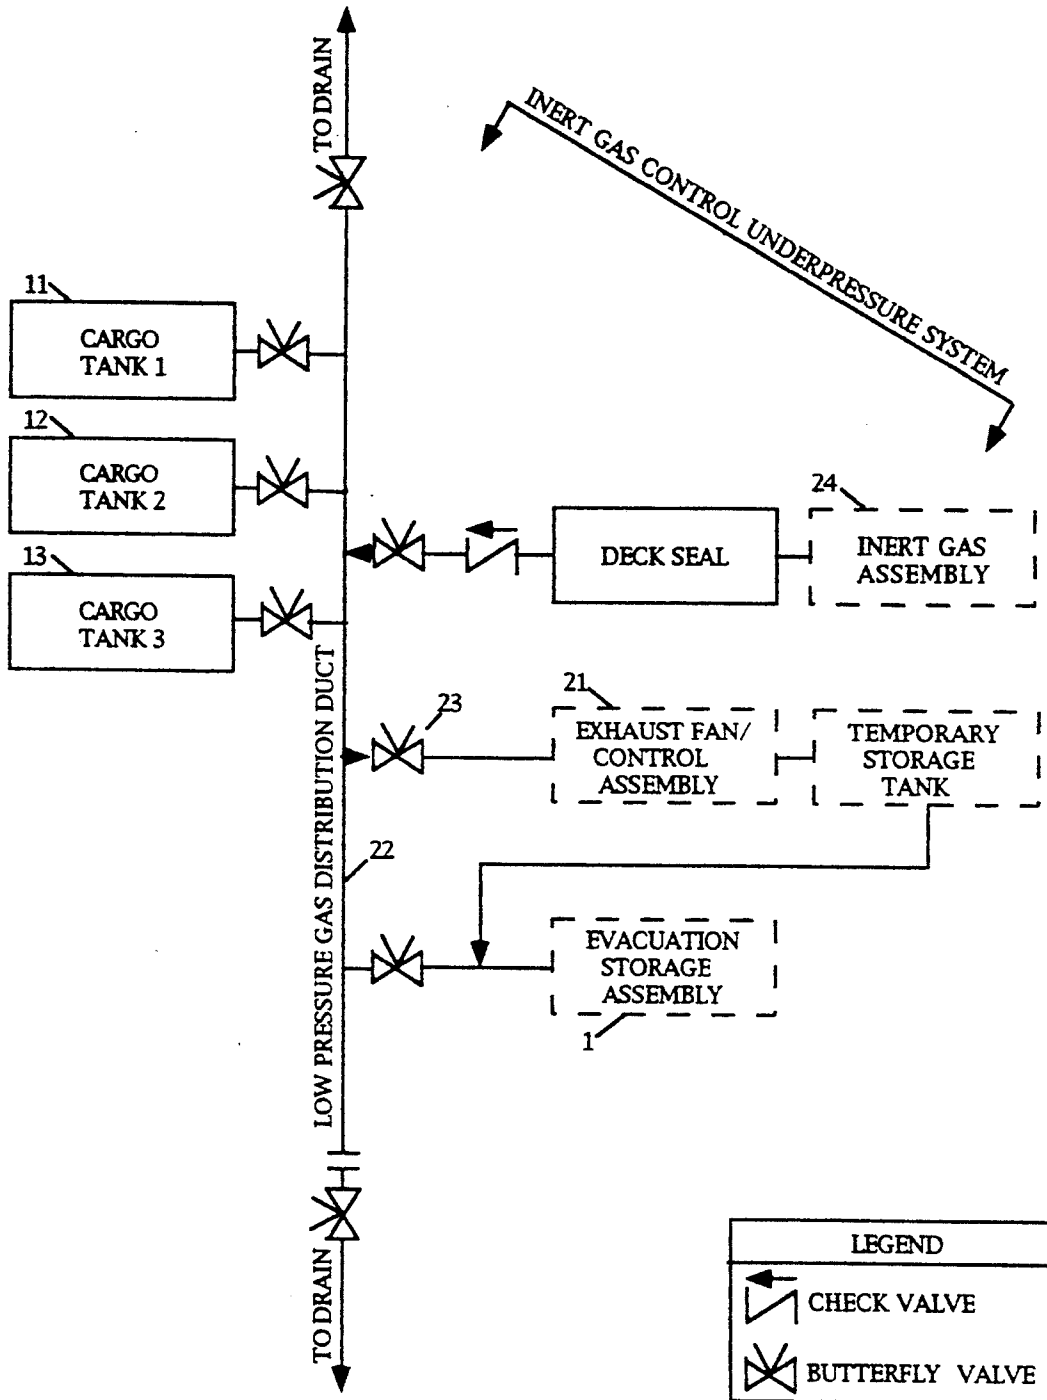 TO DRAIN
INERT GAS CONTROL UNDERPRESSURE SYSTEM
11
CARGO
TANK 1
12
CARGO
TANK 2
13
CARGO
TANK 3
DECK SEAL
24
INERT GAS
ASSEMBLY
23
21
EXHAUST FAN/
CONTROL
ASSEMBLY
TEMPORARY
STORAGE
TANK
LOW PRESSURE GAS DISTRIBUTION DUCT
22
EVACUATION
STORAGE
ASSEMBLY
1
TO DRAIN
LEGEND
CHECK VALVE
BUTTERFLY VALVE